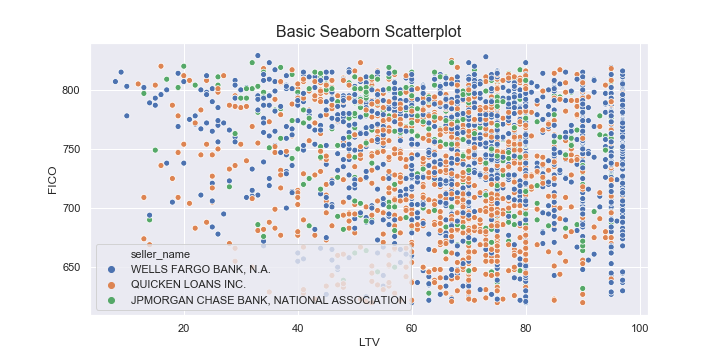 Basic Seaborn Scatterplot
800
750
700
650
FICO
seller_name
WELLS FARGO BANK, N.A.
QUICKEN LOANS INC.
JPMORGAN CHASE BANK, NATIONAL ASSOCIATION
20 40 60 80 100
LTV